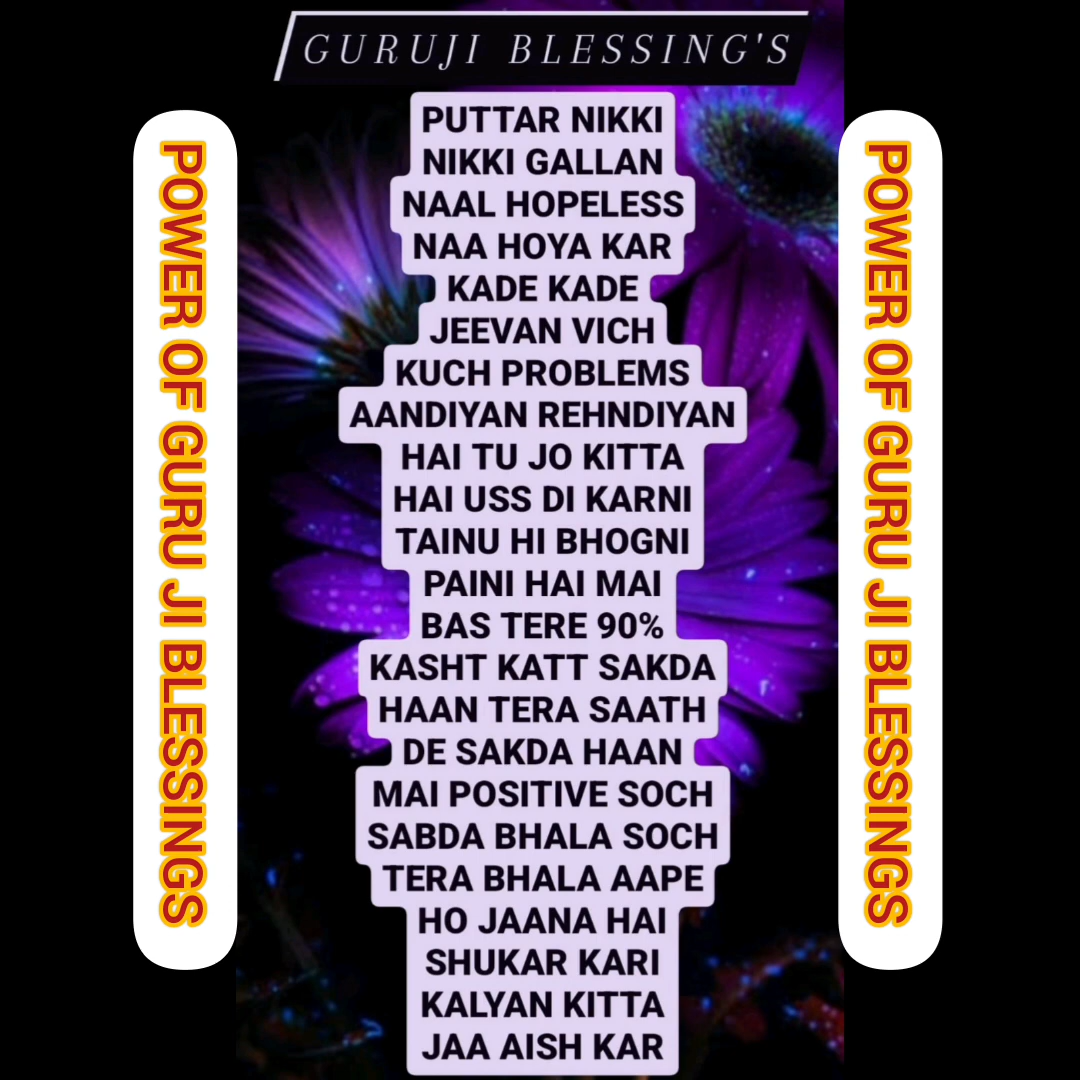 GURUJI BLESSING'S
PUTTAR NIKKI
NIKKI GALLAN
NAAL HOPELESS
NAA HOYA KAR
KADE KADE
JEEVAN VICH
KUCH PROBLEMS
AANDIYAN REHNDIYAN
HAI TU JO KITTA
HAI USS DI KARNI
TAINU HI BHOGNI
PAINI HAI MAI
BAS TERE 90%
KASHT KATT SAKDA
HAAN TERA SAATH
DE SAKDA HAAN
MAI POSITIVE SOCH
SABDA BHALA SOCH
TERA BHALA AAPE
HO JAANA HAI
SHUKAR KARI
KALYAN KITTA
JAA AISH KAR
POWER OF GURU JI BLESSINGS
POWER OF GURU JI BLESSINGS